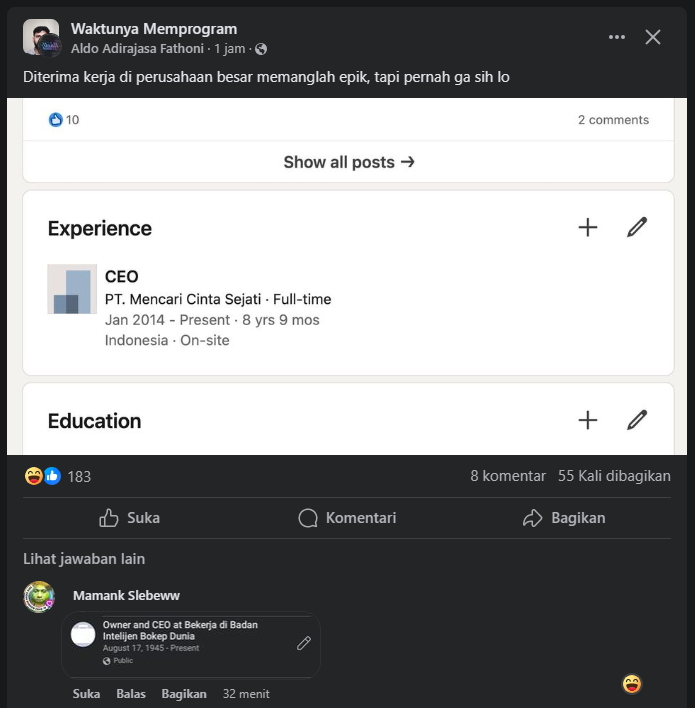 Waktunya Memprogram
Aldo Adirajasa Fathoni · 1 jam ·
Diterima kerja di perusahaan besar memanglah epik, tapi pernah ga sih lo
10
2 comments
Show all posts →
Experience
CEO
PT. Mencari Cinta Sejati · Full-time
Jan 2014 - Present · 8 yrs 9 mos
Indonesia · On-site
Education
183
8 komentar 55 Kali dibagikan
Suka Komentari Bagikan
Lihat jawaban lain
Mamank Slebeww
Owner and CEO at Bekerja di Badan
Intelijen Bokep Dunia
August 17, 1945 - Present
Public
Suka Balas Bagikan 32 menit